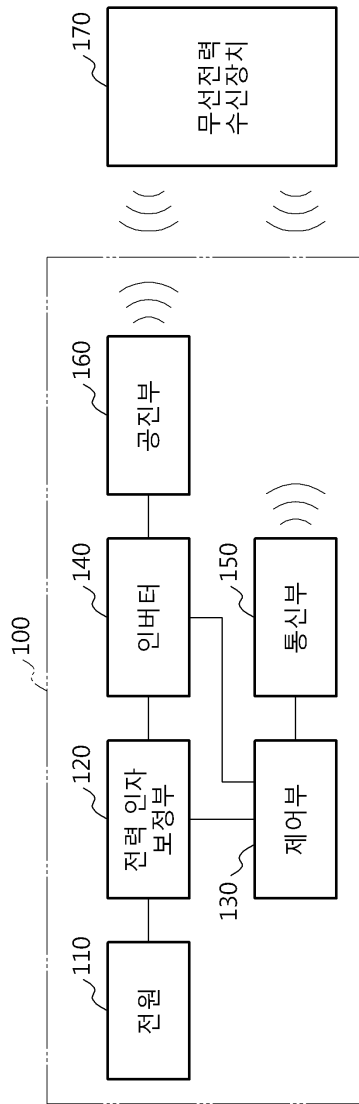 100
110
전원
120
전력 인자
보정부
140
인버터
160
공진부
130
제어부
150
통신부
170
무선전력
수신장치